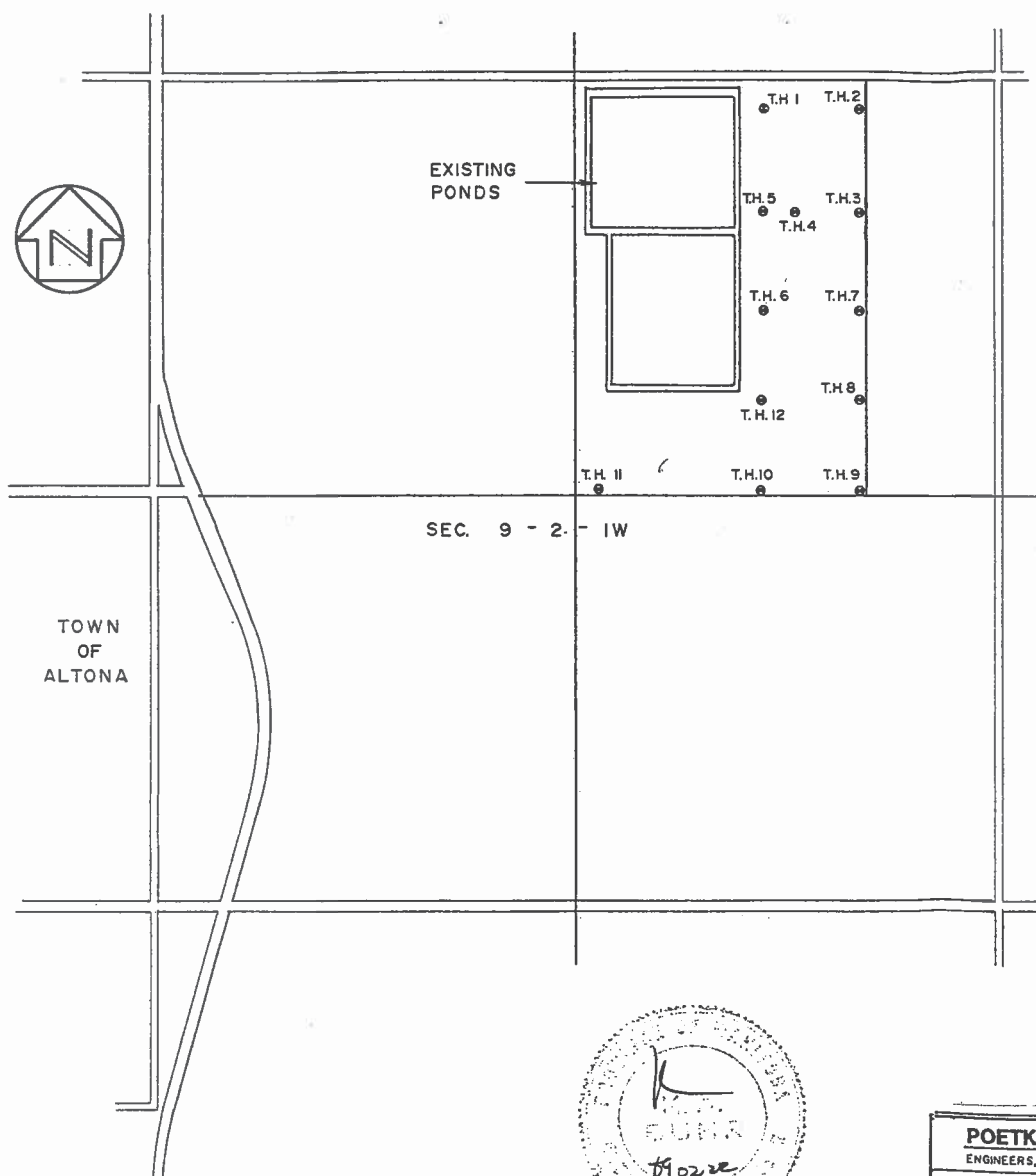 T.H 1
T.H.2
EXISTING
PONDS
T.H.5
T.H.4
T.H.3
T.H. 6
T.H.7
T.H.8
T.H.12
T.H. 11
T.H.10
T.H.9
SEC. 9 - 2 - 1W
TOWN
OF
ALTONA
N
POETK
ENGINEERS,